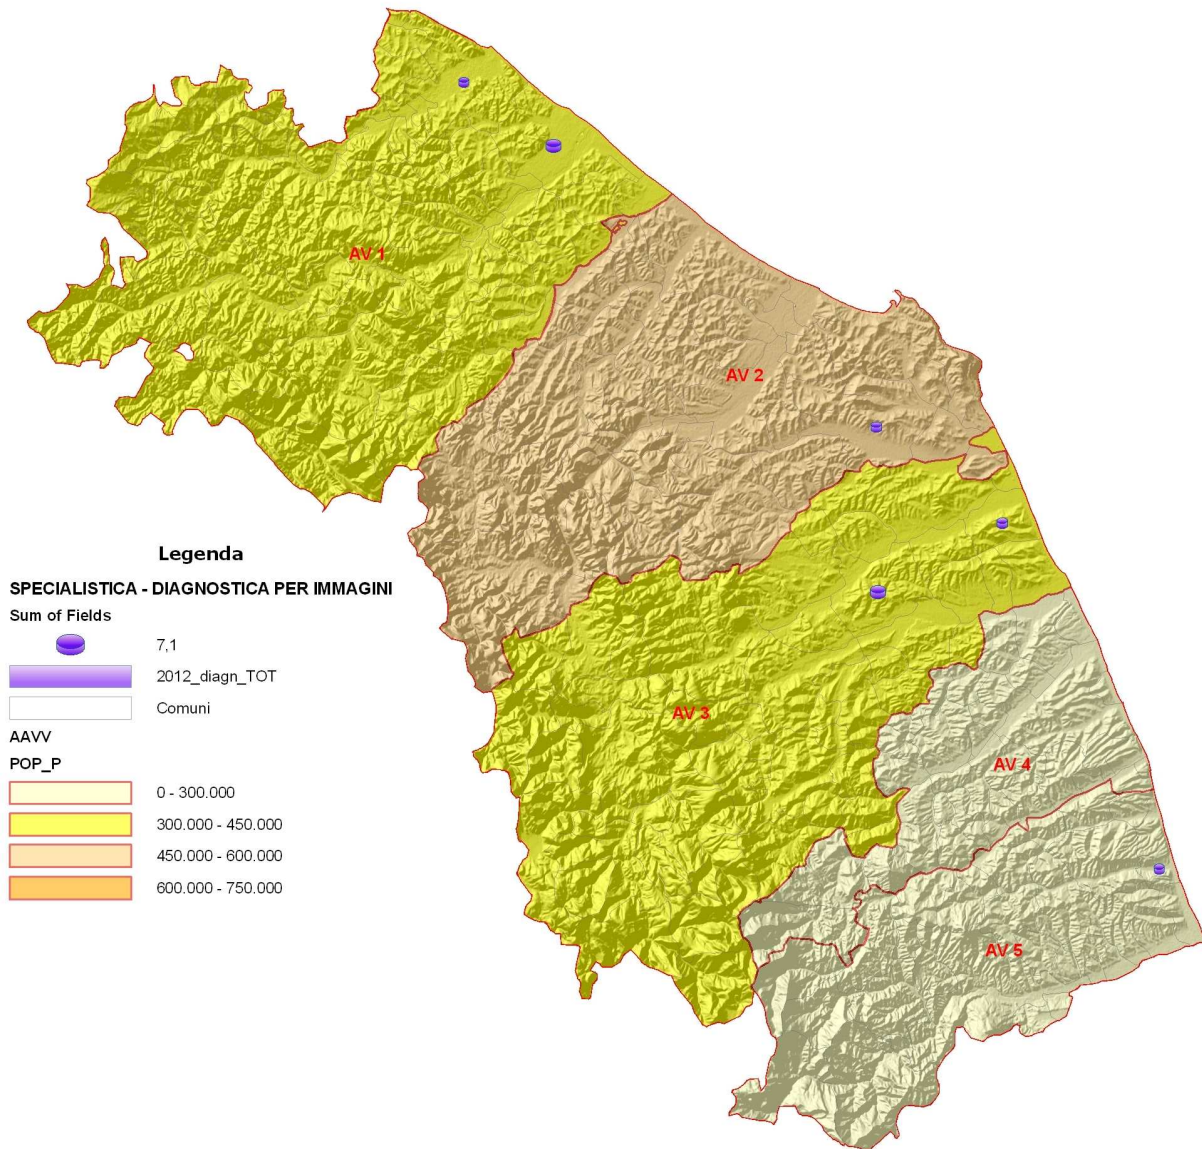 AV 1
AV 2
AV 3
AV 4
AV 5
Legenda
SPECIALISTICA - DIAGNOSTICA PER IMMAGINI
Sum of Fields
7,1
2012_diagn_TOT
Comuni
AAVV
POP_P
0 - 300.000
300.000 - 450.000
450.000 - 600.000
600.000 - 750.000